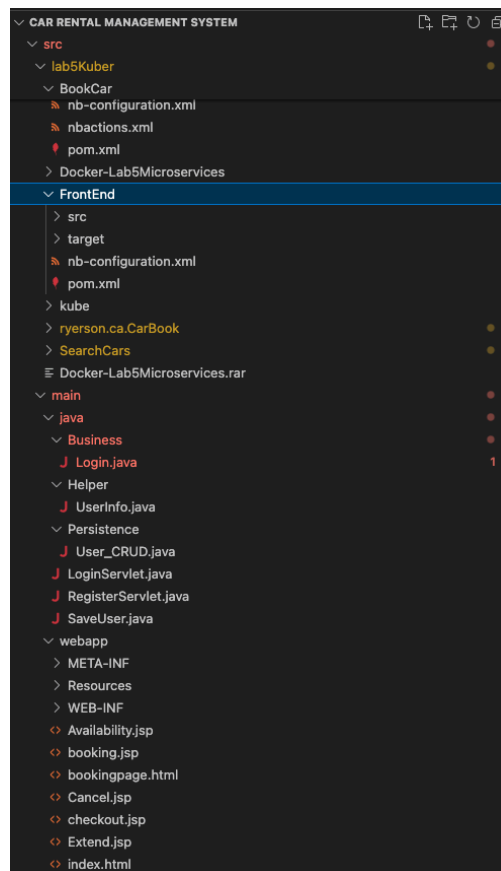 CAR RENTAL MANAGEMENT SYSTEM
src
lab5Kuber
BookCar
nb-configuration.xml
nbactions.xml
pom.xml
Docker-Lab5Microservices
FrontEnd
src
target
nb-configuration.xml
pom.xml
kube
ryerson.ca.CarBook
SearchCars
Docker-Lab5Microservices.rar
main
java
Business
J Login.java 1
Helper
J UserInfo.java
Persistence
J User_CRUD.java
J LoginServlet.java
J RegisterServlet.java
J SaveUser.java
webapp
META-INF
Resources
WEB-INF
Availability.jsp
booking.jsp
bookingpage.html
Cancel.jsp
checkout.jsp
Extend.jsp
index.html